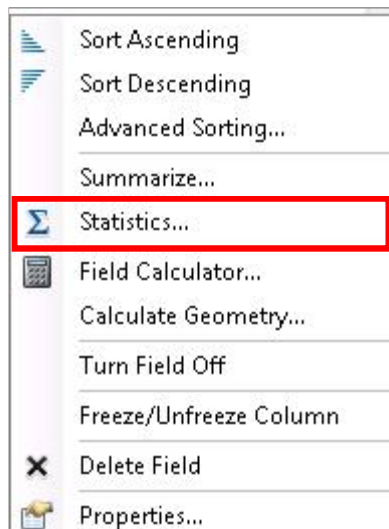 Sort Ascending
Sort Descending
Advanced Sorting...
Summarize...
Statistics...
Field Calculator...
Calculate Geometry...
Turn Field Off
Freeze/Unfreeze Column
Delete Field
Properties...